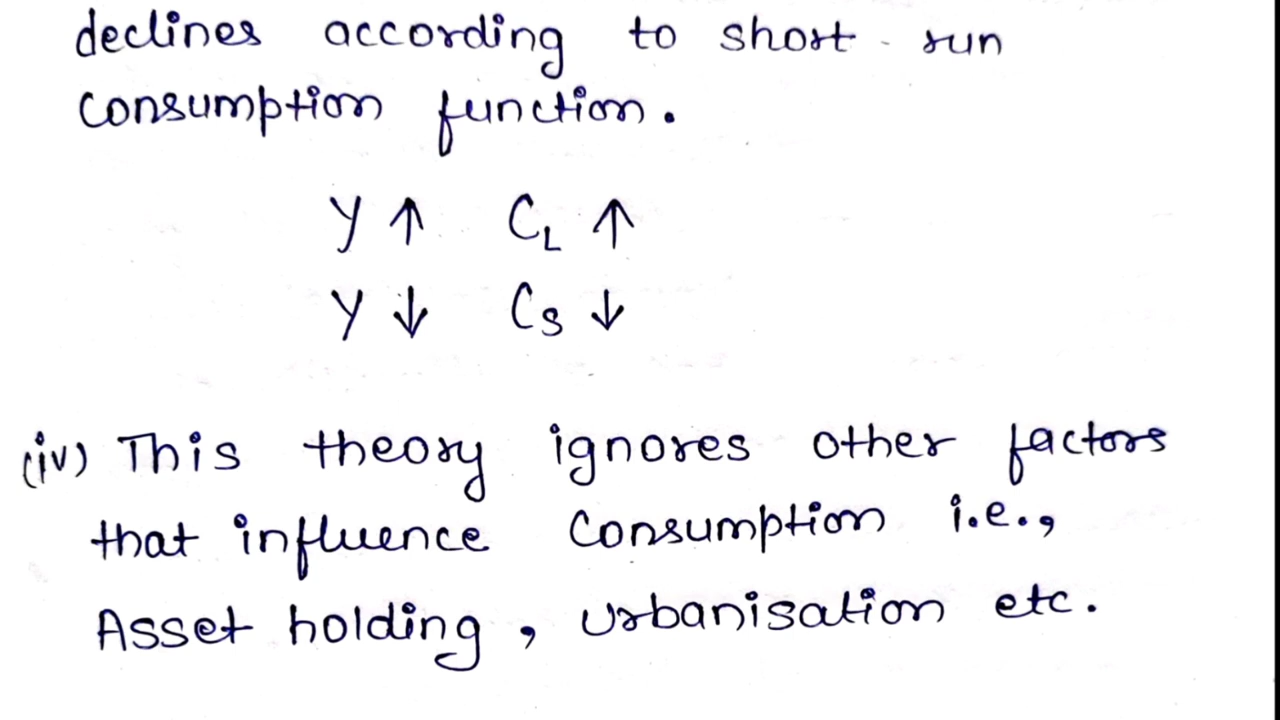 declines according to short run
consumption function.
Y ↑ C_L ↑
Y ↓ C_S ↓
(iv) This theory ignores other factors
that influence consumption i.e.,
Asset holding, urbanisation etc.